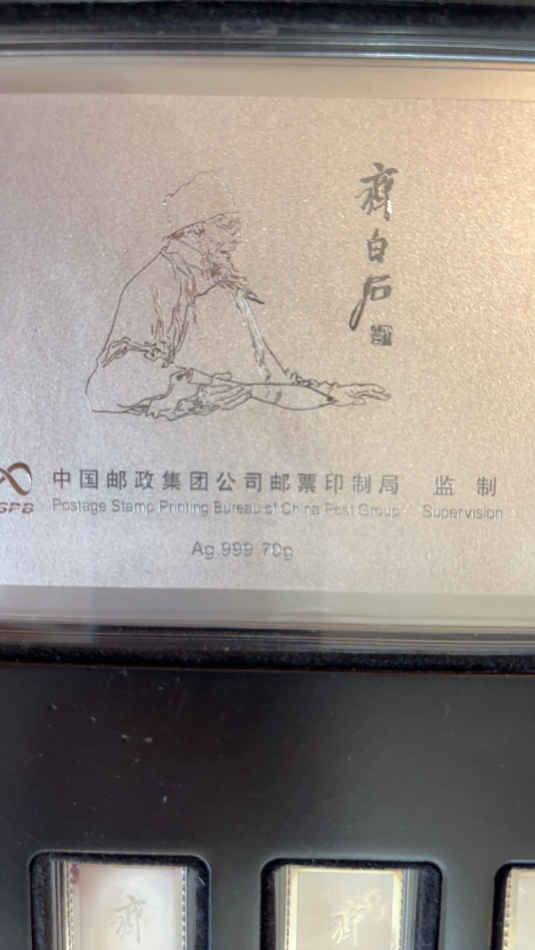 齊白石
中国邮政集团公司邮票印制局 监制
Postage Stamp Printing Bureau of China Post Group Supervision
Ag.999 70g